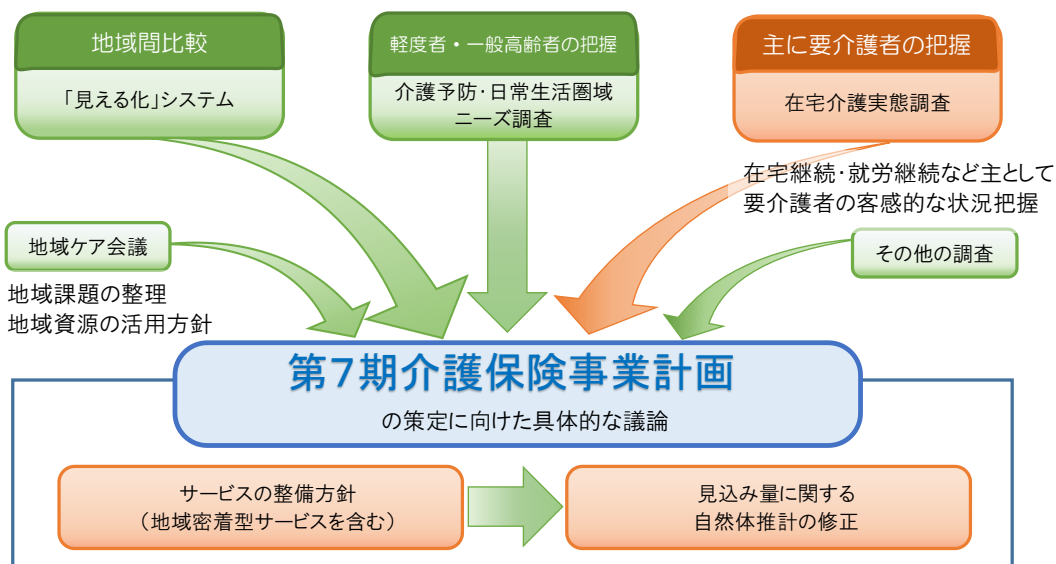 地域間比較
「見える化」システム
軽度者・一般高齢者の把握
介護予防・日常生活圏域
ニーズ調査
主に要介護者の把握
在宅介護実態調査
在宅継続・就労継続など主として
要介護者の客感的な状況把握
地域ケア会議
地域課題の整理
地域資源の活用方針
その他の調査
第7期介護保険事業計画
の策定に向けた具体的な議論
サービスの整備方針
（地域密着型サービスを含む）
見込み量に関する
自然体推計の修正